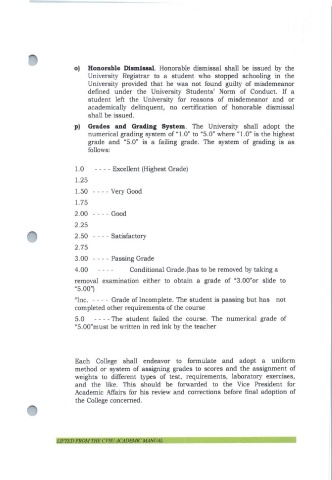 o) Honorable Dismissal. Honorable dismissal shall be issued by the
University Registrar to a student who stopped schooling in the
University provided that he was not found guilty of misdemeanor
defined under the University Students' Norm of Conduct. If a
student left the University for reasons of misdemeanor and or
academically delinquent, no certification of honorable dismissal
shall be issued.
p) Grades and Grading System. The University shall adopt the
numerical grading system of "1.0" to "5.0" where "1.0" is the highest
grade and "5.0" is a failing grade. The system of grading is as
follows:
1.0 - - - - Excellent (Highest Grade)
1.25
1.50 - - - - Very Good
1.75
2.00 - - - - Good
2.25
2.50 - - - - Satisfactory
2.75
3.00 - - - - Passing Grade
4.00 - - - - Conditional Grade.(has to be removed by taking a
removal examination either to obtain a grade of "3.00"or slide to
"5.00")
"Inc. - - - - Grade of Incomplete. The student is passing but has not
completed other requirements of the course
5.0 - - - - The student failed the course. The numerical grade of
"5.00"must be written in red ink by the teacher
Each College shall endeavor to formulate and adopt a uniform
method or system of assigning grades to scores and the assignment of
weights to different types of test, requirements, laboratory exercises,
and the like. This should be forwarded to the Vice President for
Academic Affairs for his review and corrections before final adoption of
the College concerned.
LIFTED FROM THE ACADEMIC MANUAL